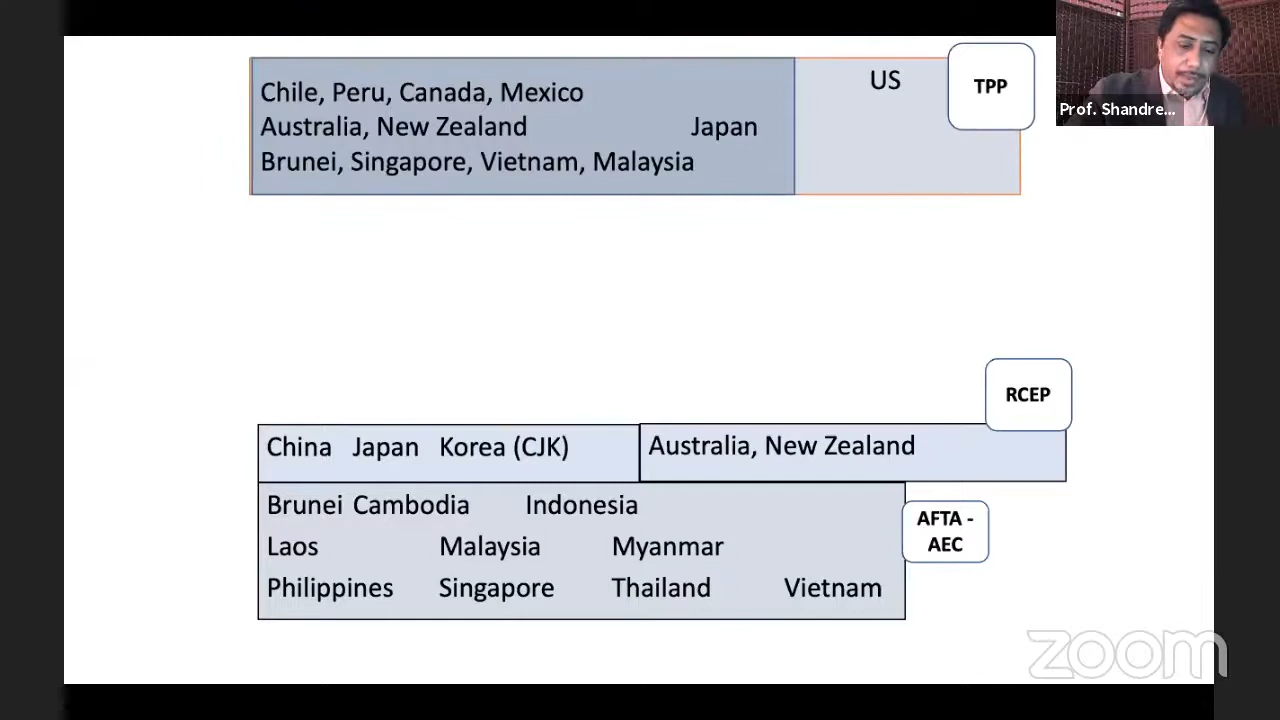 Chile, Peru, Canada, Mexico
Australia, New Zealand Japan
Brunei, Singapore, Vietnam, Malaysia
US
TPP
Prof. Shandre...
RCEP
China Japan Korea (CJK)
Australia, New Zealand
Brunei Cambodia Indonesia
Laos Malaysia Myanmar
Philippines Singapore Thailand Vietnam
AFTA -
AEC
zoom